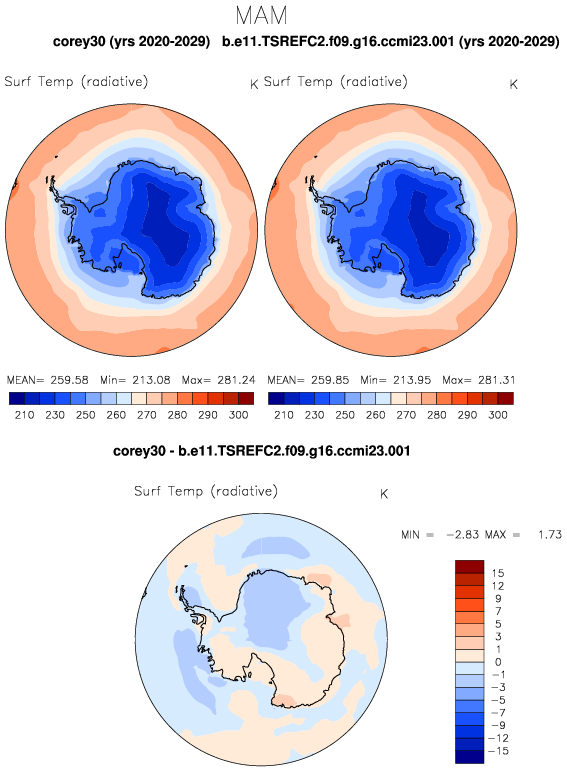 MAM
corey30 (yrs 2020-2029) b.e11.TSREFC2.f09.g16.ccmi23.001 (yrs 2020-2029)
Surf Temp (radiative) K Surf Temp (radiative) K
MEAN= 259.58 Min= 213.08 Max= 281.24 MEAN= 259.85 Min= 213.95 Max= 281.31
210 230 250 260 270 280 290 300 210 230 250 260 270 280 290 300
corey30 - b.e11.TSREFC2.f09.g16.ccmi23.001
Surf Temp (radiative) K
MIN = -2.83 MAX = 1.73
15
12
9
7
5
3
1
0
-1
-3
-5
-7
-9
-12
-15